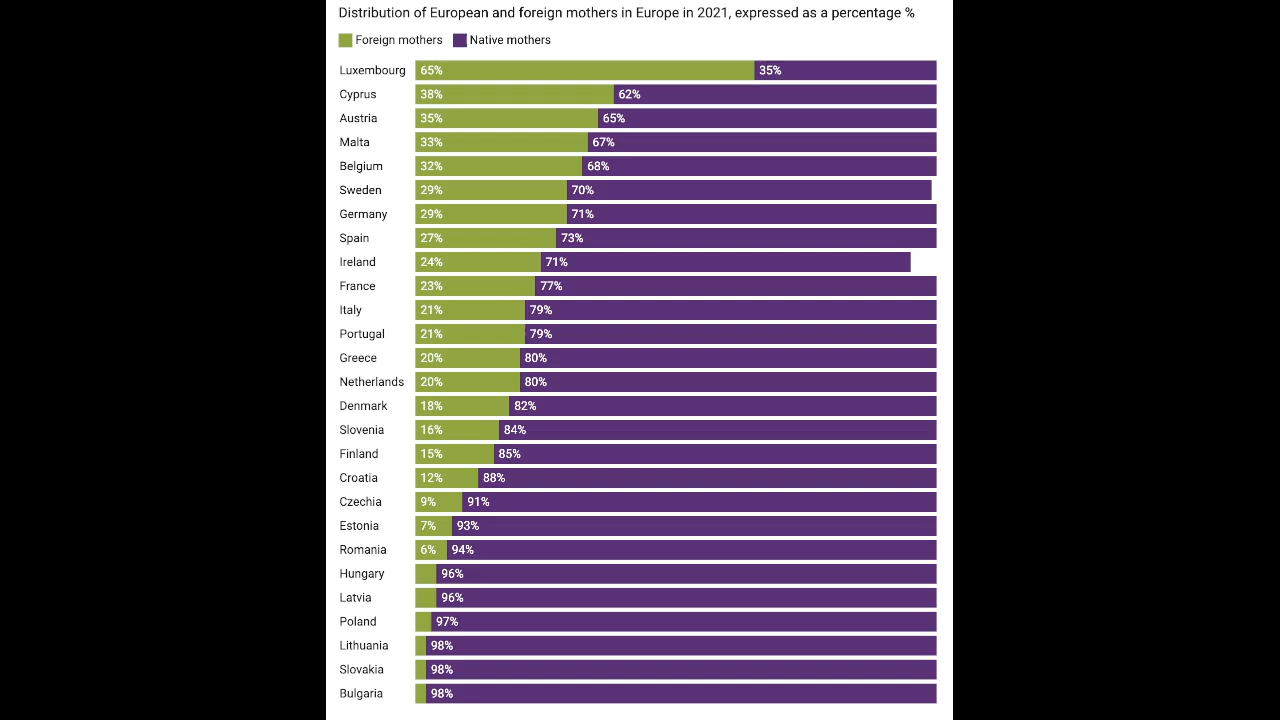 Distribution of European and foreign mothers in Europe in 2021, expressed as a percentage %
Foreign mothers Native mothers
Luxembourg 65% 35%
Cyprus 38% 62%
Austria 35% 65%
Malta 33% 67%
Belgium 32% 68%
Sweden 29% 70%
Germany 29% 71%
Spain 27% 73%
Ireland 24% 71%
France 23% 77%
Italy 21% 79%
Portugal 21% 79%
Greece 20% 80%
Netherlands 20% 80%
Denmark 18% 82%
Slovenia 16% 84%
Finland 15% 85%
Croatia 12% 88%
Czechia 9% 91%
Estonia 7% 93%
Romania 6% 94%
Hungary 96%
Latvia 96%
Poland 97%
Lithuania 98%
Slovakia 98%
Bulgaria 98%